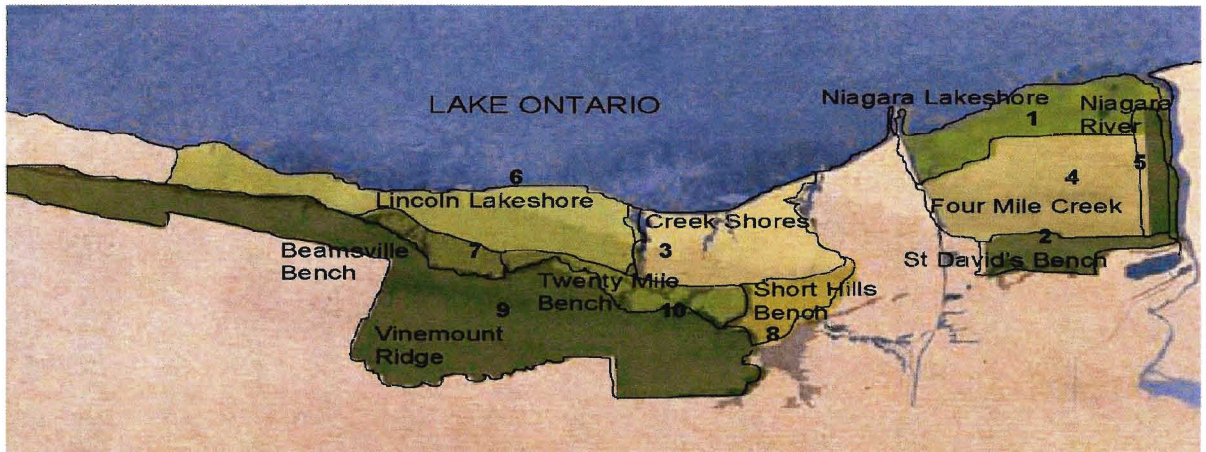 LAKE ONTARIO
Niagara Lakeshore
1
Niagara
River
5
6
Lincoln Lakeshore
4
Four Mile Creek
Creek Shores
3
2
St David's Bench
Beamsville
Bench
7
Twenty Mile
Bench
10
Short Hills
Bench
8
9
Vinemount
Ridge